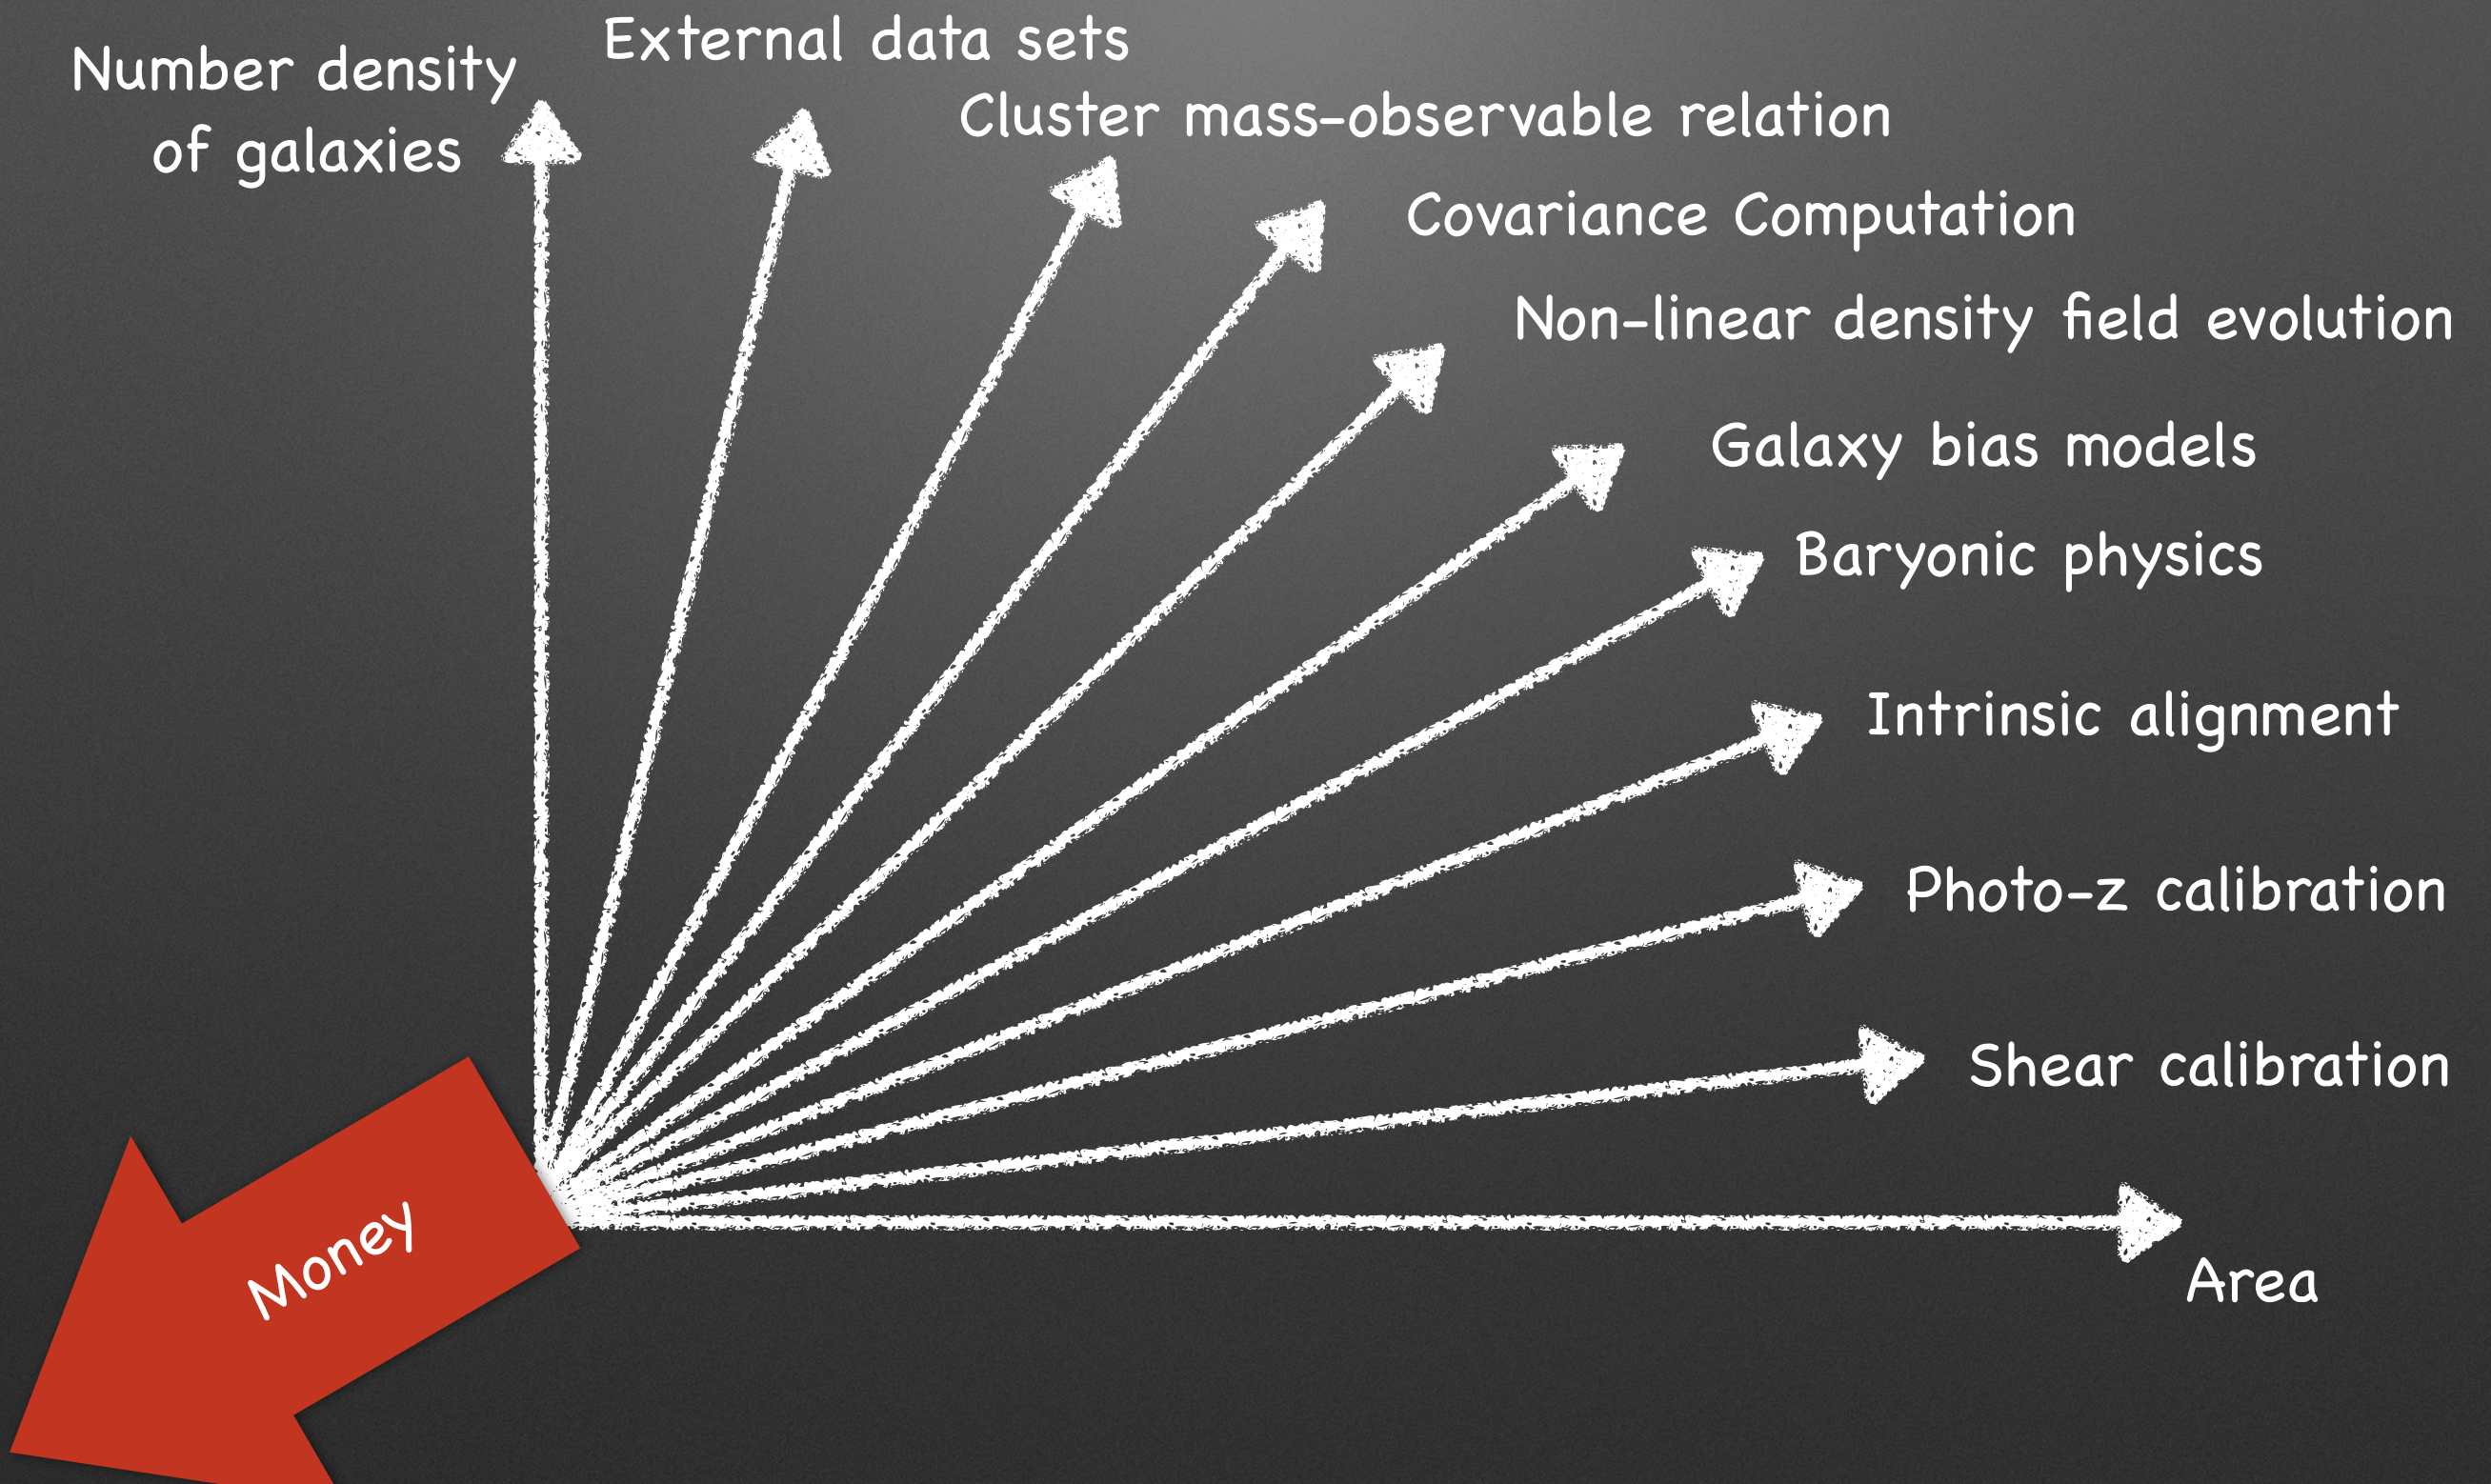 Number density
of galaxies
External data sets
Cluster mass-observable relation
Covariance Computation
Non-linear density field evolution
Galaxy bias models
Baryonic physics
Intrinsic alignment
Photo-z calibration
Shear calibration
Area
Money